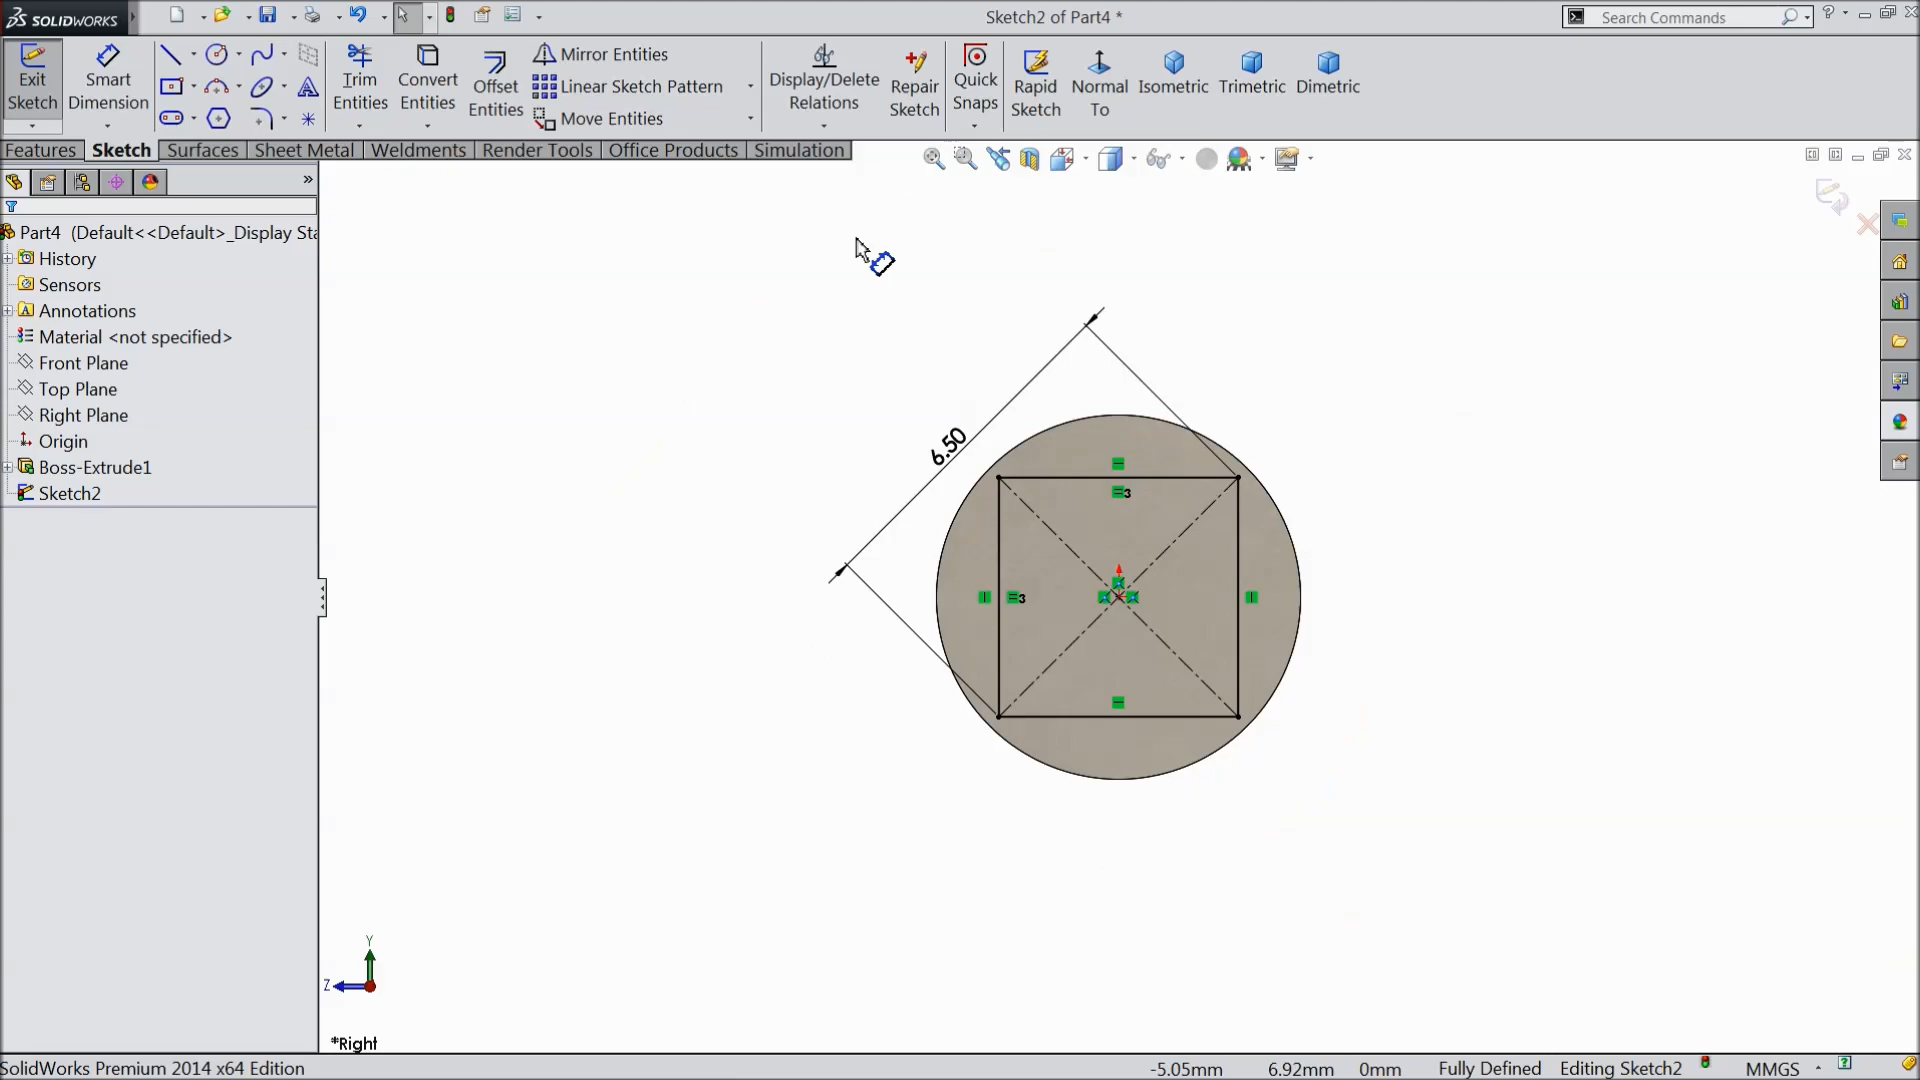 SOLIDWORKS
Sketch2 of Part4 *
Search Commands
Exit Sketch
Smart Dimension
Trim Entities
Convert Entities
Offset Entities
Mirror Entities
Linear Sketch Pattern
Move Entities
Display/Delete Relations
Repair Sketch
Quick Snaps
Rapid Sketch
Normal To
Isometric
Trimetric
Dimetric
Features
Sketch
Surfaces
Sheet Metal
Weldments
Render Tools
Office Products
Simulation
Part4 (Default<<Default>_Display Sta
History
Sensors
Annotations
Material <not specified>
Front Plane
Top Plane
Right Plane
Origin
Boss-Extrude1
Sketch2
6.50
3
3
Y
Z
*Right
SolidWorks Premium 2014 x64 Edition
-5.05mm
6.92mm
0mm
Fully Defined
Editing Sketch2
MMGS